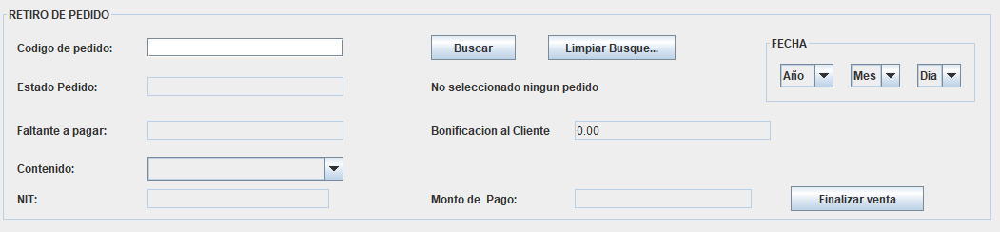 RETIRO DE PEDIDO
Codigo de pedido:
Buscar
Limpiar Busque...
FECHA
Año
Mes
Dia
Estado Pedido:
No seleccionado ningun pedido
Faltante a pagar:
Bonificacion al Cliente
0.00
Contenido:
NIT:
Monto de  Pago:
Finalizar venta